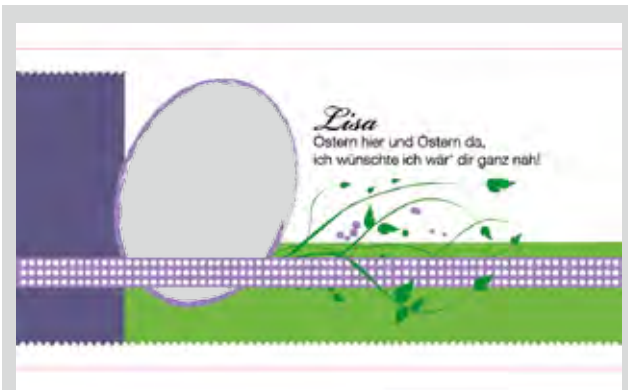 Lisa
Ostern hier und Ostern da,
ich wünschte ich wär' dir ganz nah!